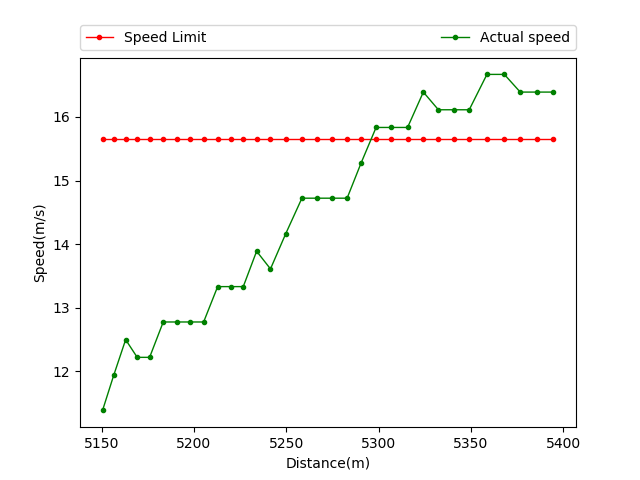 Speed Limit
Actual speed
16
15
14
13
12
Speed(m/s)
5150
5200
5250
5300
5350
5400
Distance(m)